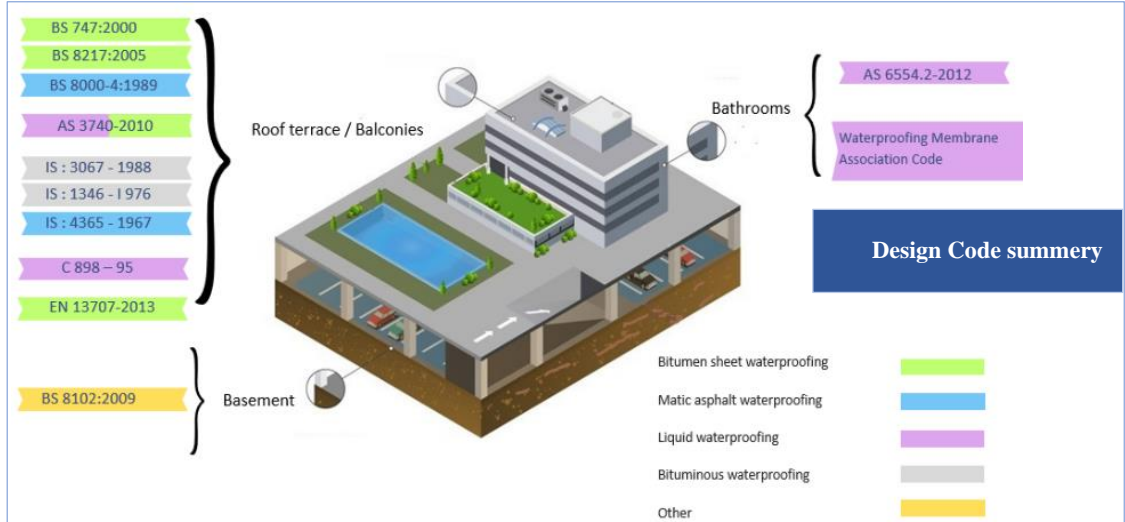 BS 747:2000
BS 8217:2005
BS 8000-4:1989
AS 3740-2010
IS : 3067 - 1988
IS : 1346 - I 976
IS : 4365 - 1967
C 898 – 95
EN 13707-2013
Roof terrace / Balconies
BS 8102:2009
Basement
Bathrooms
AS 6554.2-2012
Waterproofing Membrane
Association Code
Design Code summery
Bitumen sheet waterproofing
Matic asphalt waterproofing
Liquid waterproofing
Bituminous waterproofing
Other